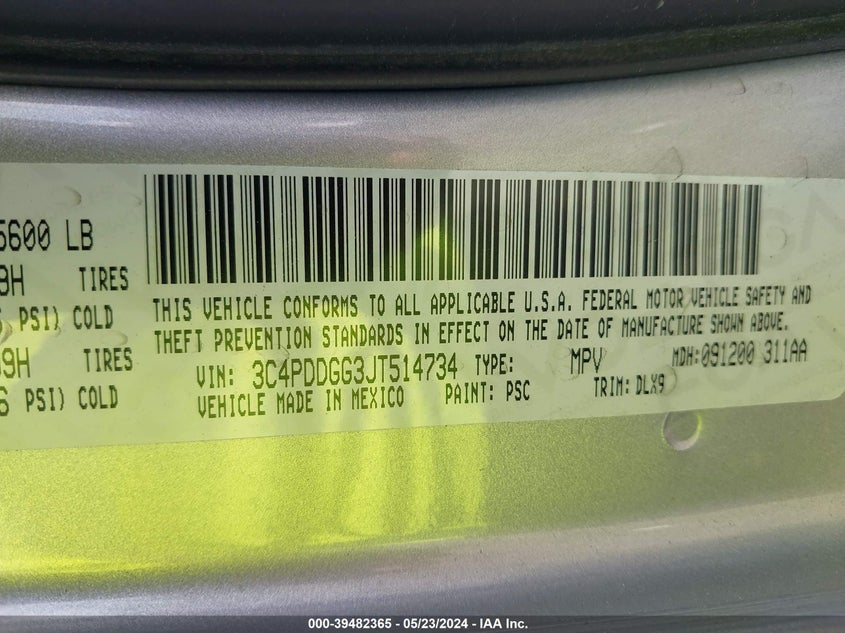 5600 LB
9H TIRES
PSI) COLD
99H TIRES
6 PSI) COLD
THIS VEHICLE CONFORMS TO ALL APPLICABLE U.S.A. FEDERAL MOTOR VEHICLE SAFETY AND
THEFT PREVENTION STANDARDS IN EFFECT ON THE DATE OF MANUFACTURE SHOWN ABOVE.
VIN: 3C4PDDGG3JT514734 TYPE: MPV MDH:091200 311AA
VEHICLE MADE IN MEXICO PAINT: PSC TRIM: DLX9
000-39482365 - 05/23/2024 - IAA Inc.